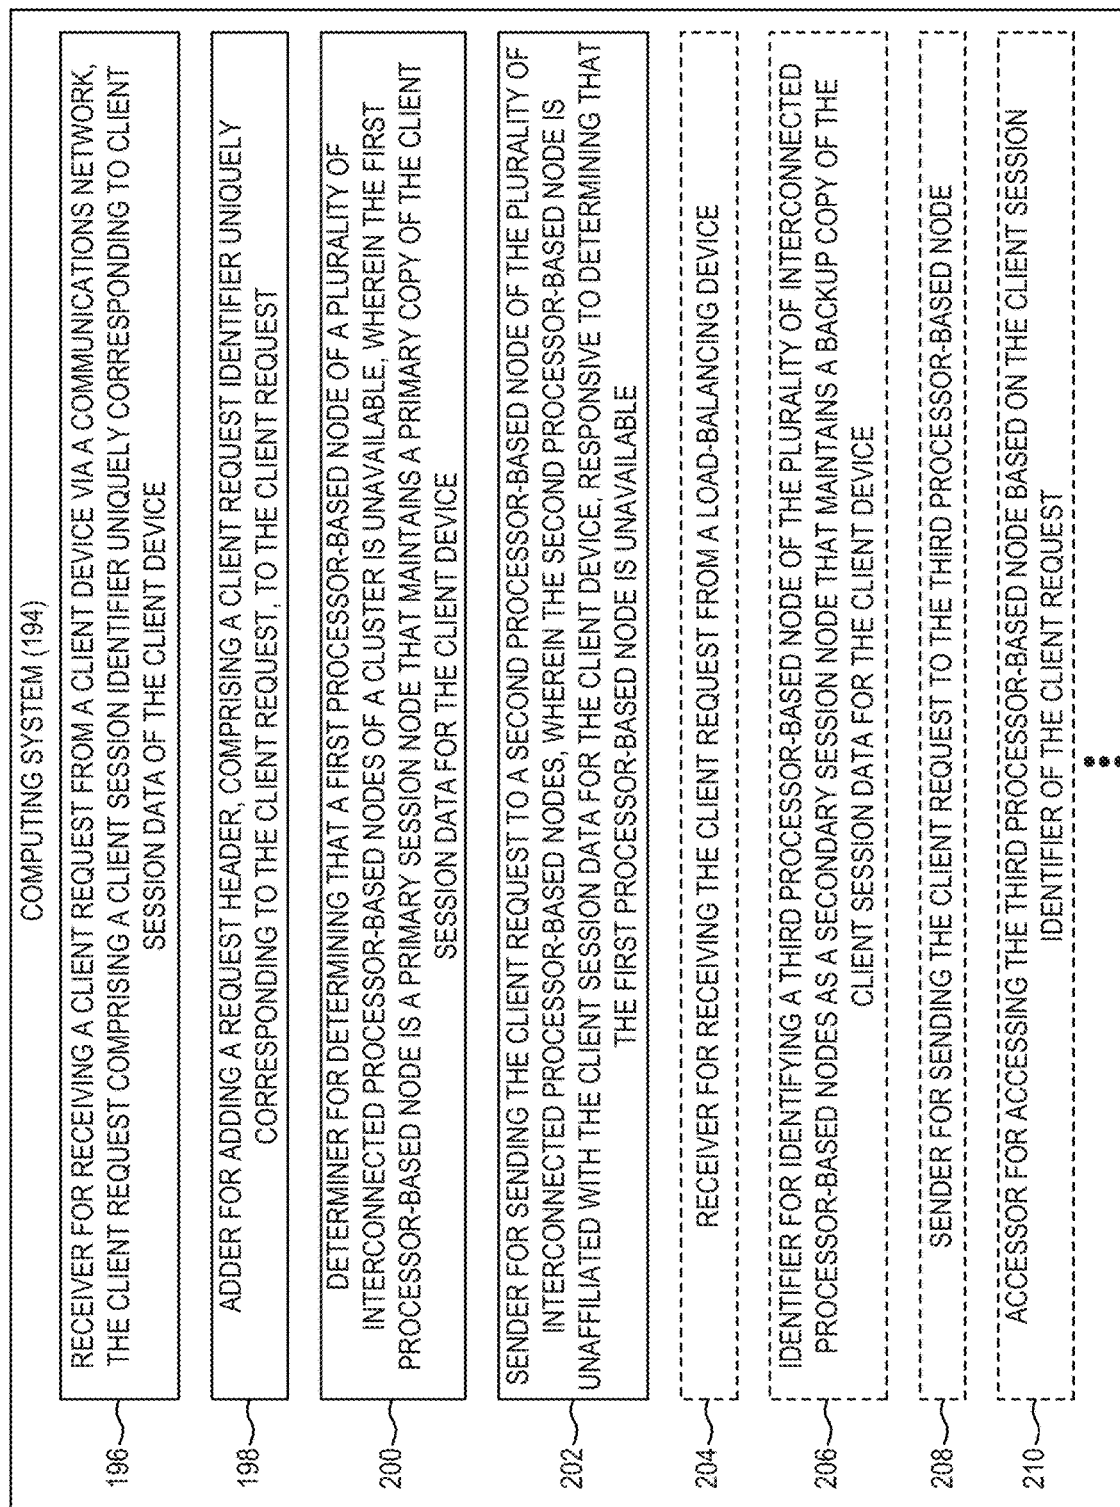 COMPUTING SYSTEM (194)
196
RECEIVER FOR RECEIVING A CLIENT REQUEST FROM A CLIENT DEVICE VIA A COMMUNICATIONS NETWORK,
THE CLIENT REQUEST COMPRISING A CLIENT SESSION IDENTIFIER UNIQUELY CORRESPONDING TO CLIENT
SESSION DATA OF THE CLIENT DEVICE
198
ADDER FOR ADDING A REQUEST HEADER, COMPRISING A CLIENT REQUEST IDENTIFIER UNIQUELY
CORRESPONDING TO THE CLIENT REQUEST, TO THE CLIENT REQUEST
200
DETERMINER FOR DETERMINING THAT A FIRST PROCESSOR-BASED NODE OF A PLURALITY OF
INTERCONNECTED PROCESSOR-BASED NODES OF A CLUSTER IS UNAVAILABLE, WHEREIN THE FIRST
PROCESSOR-BASED NODE IS A PRIMARY SESSION NODE THAT MAINTAINS A PRIMARY COPY OF THE CLIENT
SESSION DATA FOR THE CLIENT DEVICE
202
SENDER FOR SENDING THE CLIENT REQUEST TO A SECOND PROCESSOR-BASED NODE OF THE PLURALITY OF
INTERCONNECTED PROCESSOR-BASED NODES, WHEREIN THE SECOND PROCESSOR-BASED NODE IS
UNAFFILIATED WITH THE CLIENT SESSION DATA FOR THE CLIENT DEVICE, RESPONSIVE TO DETERMINING THAT
THE FIRST PROCESSOR-BASED NODE IS UNAVAILABLE
204
RECEIVER FOR RECEIVING THE CLIENT REQUEST FROM A LOAD-BALANCING DEVICE
206
IDENTIFIER FOR IDENTIFYING A THIRD PROCESSOR-BASED NODE OF THE PLURALITY OF INTERCONNECTED
PROCESSOR-BASED NODES AS A SECONDARY SESSION NODE THAT MAINTAINS A BACKUP COPY OF THE
CLIENT SESSION DATA FOR THE CLIENT DEVICE
208
SENDER FOR SENDING THE CLIENT REQUEST TO THE THIRD PROCESSOR-BASED NODE
210
ACCESSOR FOR ACCESSING THE THIRD PROCESSOR-BASED NODE BASED ON THE CLIENT SESSION
IDENTIFIER OF THE CLIENT REQUEST